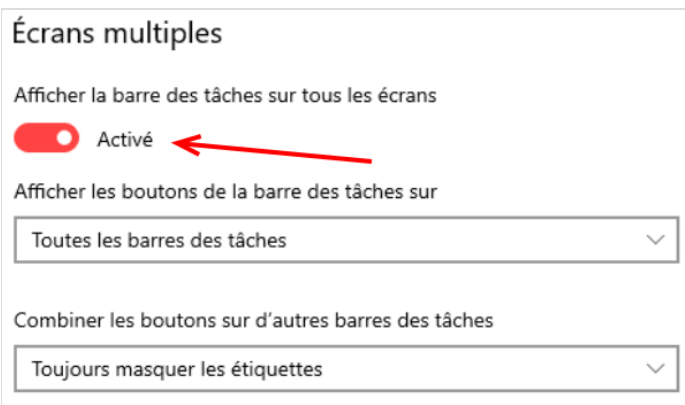 Écrans multiples
Afficher la barre des tâches sur tous les écrans
Activé
Afficher les boutons de la barre des tâches sur
Toutes les barres des tâches
Combiner les boutons sur d'autres barres des tâches
Toujours masquer les étiquettes